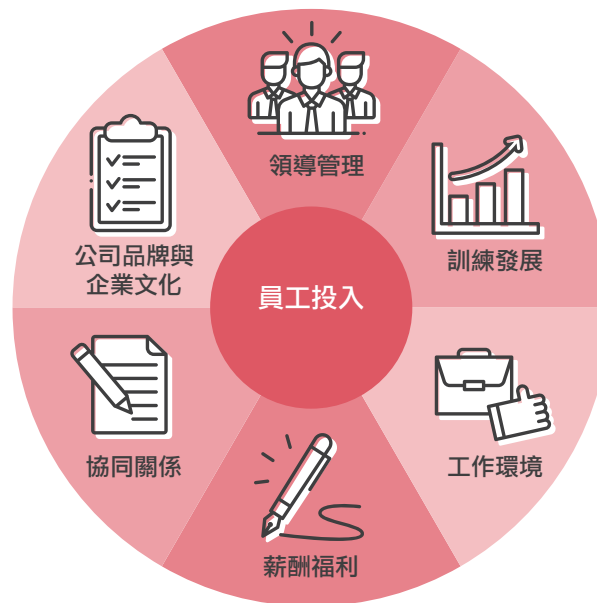 領導管理
訓練發展
公司品牌與
企業文化
員工投入
協同關係
工作環境
薪酬福利